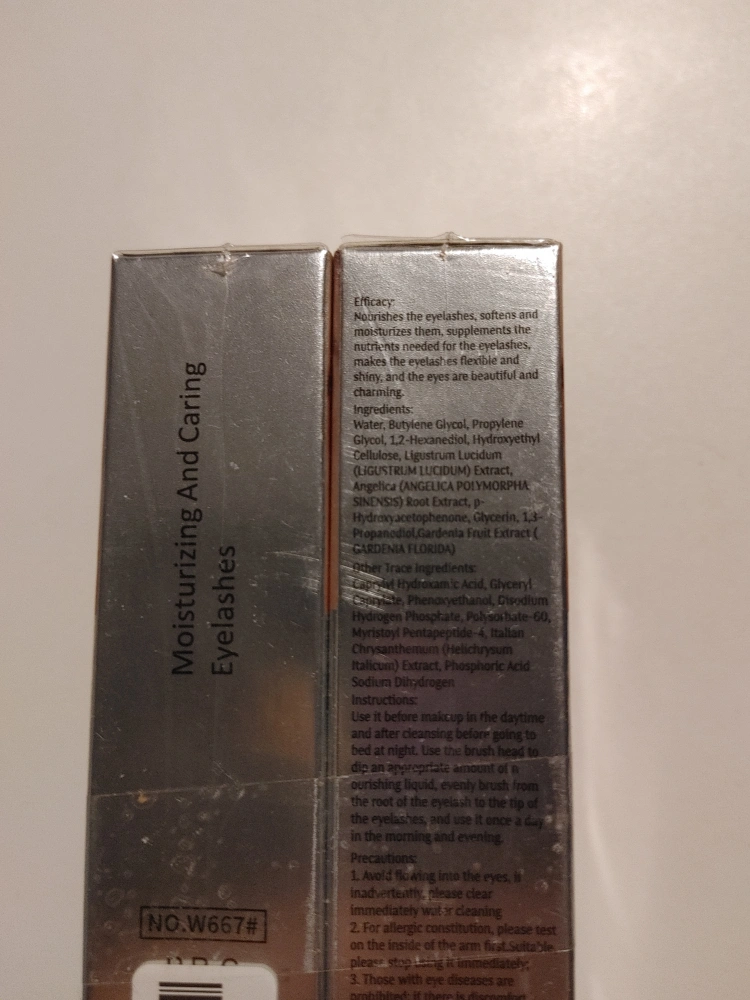 Moisturizing And Caring
Eyelashes
NO.W667#
Efficacy:
Nourishes the eyelashes, softens and
moisturizes them, supplements the
nutrients needed for the eyelashes,
makes the eyelashes flexible and
shiny, and the eyes are beautiful and
charming.
Ingredients:
Water, Butylene Glycol, Propylene
Glycol, 1,2-Hexanediol, Hydroxyethyl
Cellulose, Ligustrum Lucidum
(LIGUSTRUM LUCIDUM) Extract,
Angelica (ANGELICA POLYMORPHA
SINENSIS) Root Extract, p-
Hydroxyacetophenone, Glycerin, 1,3-
Propanediol,Gardenia Fruit Extract (
GARDENIA FLORIDA)
Other Trace Ingredients:
Caprylyl Hydroxamic Acid, Glyceryl
Caprylate, Phenoxyethanol, Disodium
Hydrogen Phosphate, Polysorbate-60,
Myristoyl Pentapeptide-4, Italian
Chrysanthemum (Helichrysum
Italicum) Extract, Phosphoric Acid
Sodium Dihydrogen
Instructions:
Use it before makeup in the daytime
and after cleansing before going to
bed at night. Use the brush head to
dip an appropriate amount of n
ourishing liquid, evenly brush from
the root of the eyelash to the tip of
the eyelashes, and use it once a day
in the morning and evening.
Precautions:
1. Avoid flowing into the eyes, if
inadvertently, please clear
immediately water cleaning
2. For allergic constitution, please test
on the inside of the arm first.Suitable
please stop using it immediately;
3. Those with eye diseases are
prohibited; if there is discomfort